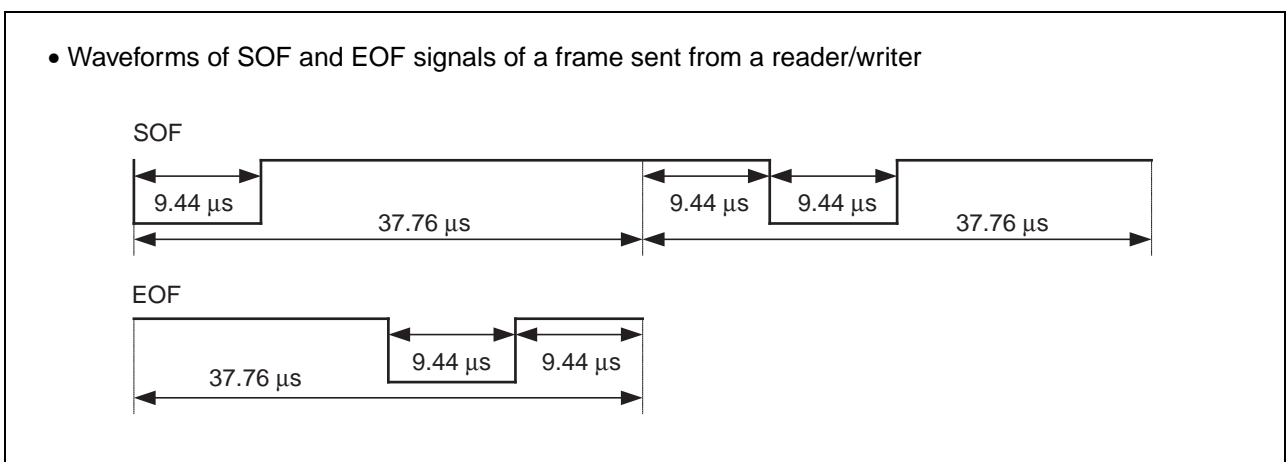 • Waveforms of SOF and EOF signals of a frame sent from a reader/writer
SOF
9.44 μs
9.44 μs
9.44 μs
37.76 μs
37.76 μs
EOF
9.44 μs
9.44 μs
37.76 μs